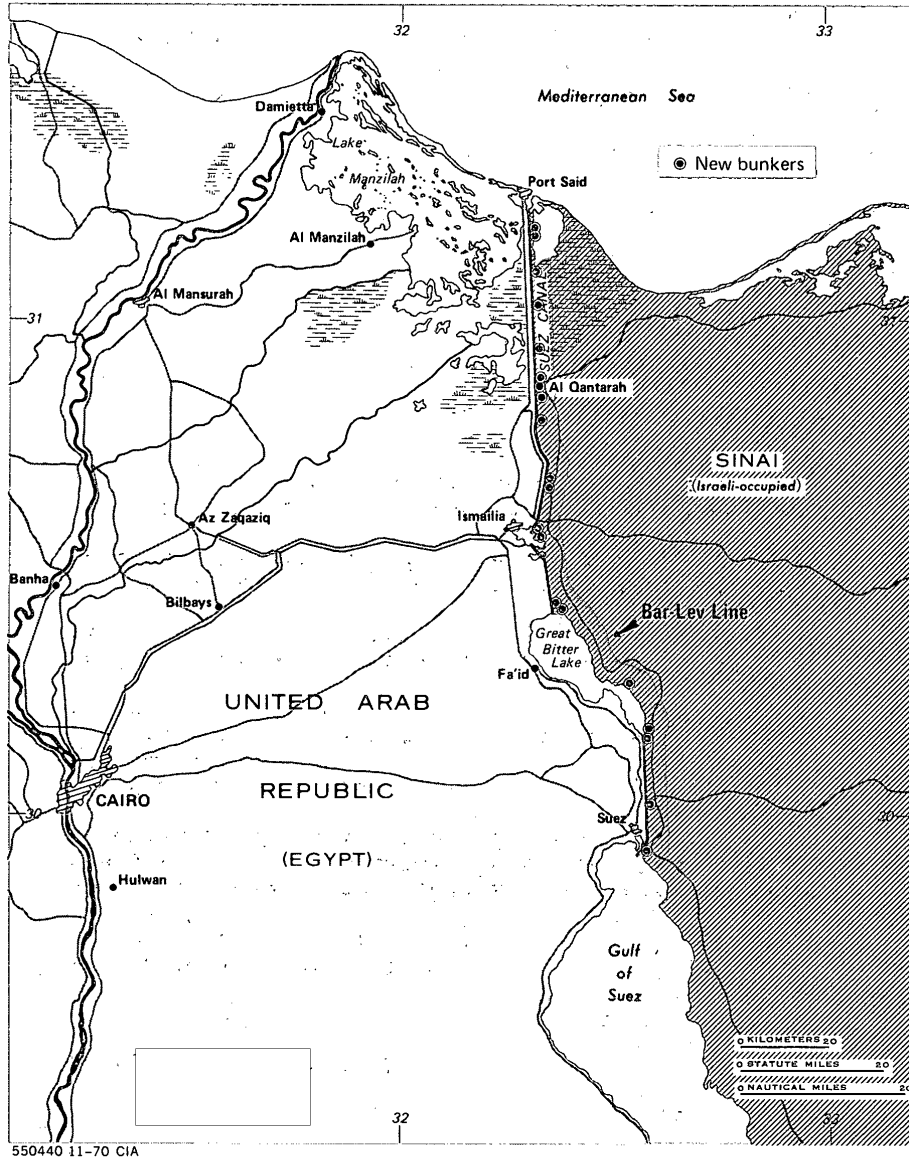 32
33
Mediterranean Sea
Damietta
Lake
Manzilah
New bunkers
Port Said
Al Manzilah
Al Mansurah
31
31
SUEZ CANAL
Al Qantarah
SINAI
(Israeli-occupied)
Az Zaqaziq
Ismailia
Banha
Bilbays
Bar-Lev Line
Great
Bitter
Lake
Fa'id
UNITED ARAB
REPUBLIC
(EGYPT)
CAIRO
30
30
Suez
Hulwan
Gulf
of
Suez
0 KILOMETERS 20
0 STATUTE MILES 20
0 NAUTICAL MILES 20
32
33
550440 11-70 CIA